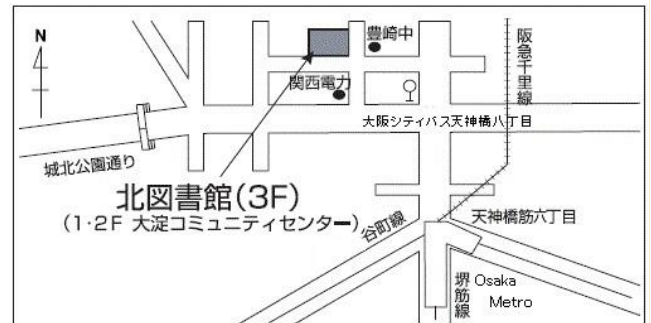 N
豊崎中
関西電力
阪急千里線
大阪シティバス天神橋八丁目
城北公園通り
北図書館(3F)
(1・2F 大淀コミュニティセンター)
谷町線
天神橋筋六丁目
堺筋線
Osaka
Metro